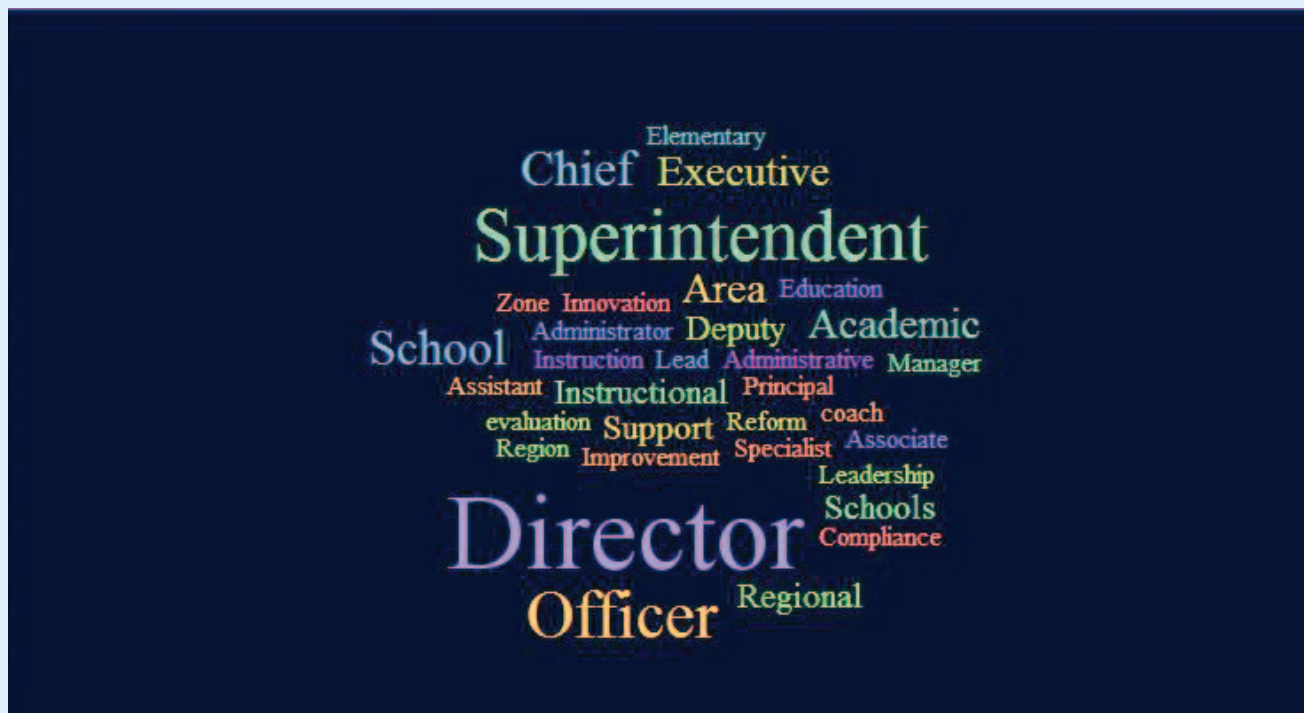 Elementary
Chief Executive
Superintendent
Zone Innovation Area Education
Administrator Deputy Academic
School Instruction Lead Administrative Manager
Assistant Instructional Principal
evaluation Support Reform coach
Region Improvement Specialist Associate
Leadership
Director Schools
Compliance
Officer Regional